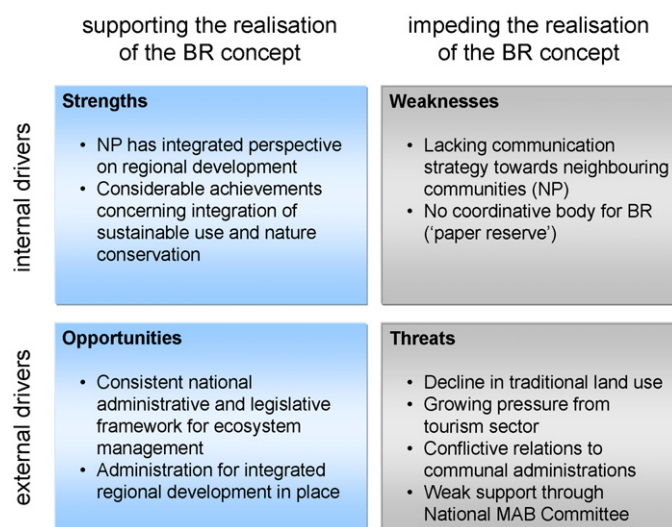 supporting the realisation
of the BR concept
impeding the realisation
of the BR concept
internal drivers
Strengths
• NP has integrated perspective
on regional development
• Considerable achievements
concerning integration of
sustainable use and nature
conservation
Weaknesses
• Lacking communication
strategy towards neighbouring
communities (NP)
• No coordinative body for BR
('paper reserve')
external drivers
Opportunities
• Consistent national
administrative and legislative
framework for ecosystem
management
• Administration for integrated
regional development in place
Threats
• Decline in traditional land use
• Growing pressure from
tourism sector
• Conflictive relations to
communal administrations
• Weak support through
National MAB Committee